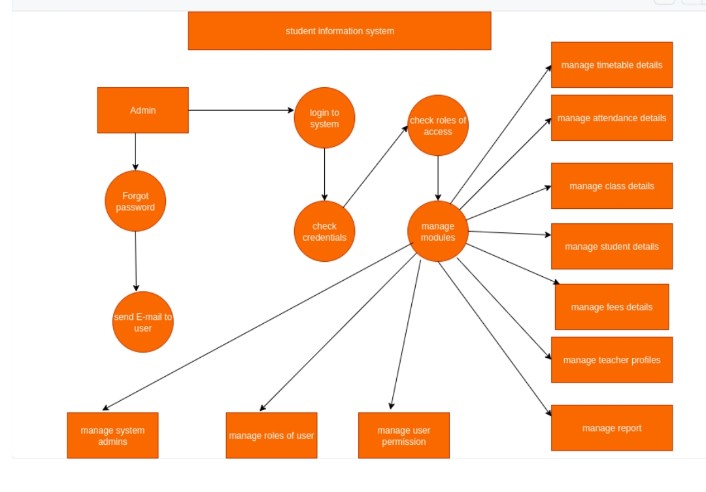 student information system
manage timetable details
Admin
login to
system
check roles of
access
manage attendance details
manage class details
Forgot
password
check
credentials
manage
modules
manage student details
manage fees details
send E-mail to
user
manage teacher profiles
manage system
admins
manage roles of user
manage user
permission
manage report